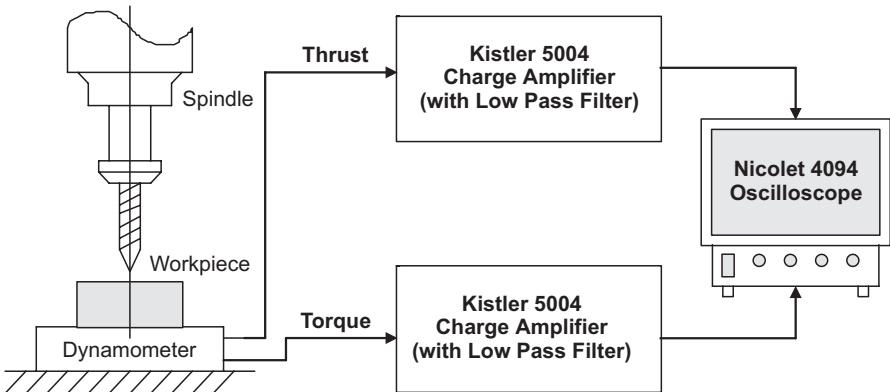 Thrust
Kistler 5004
Charge Amplifier
(with Low Pass Filter)
Spindle
Nicolet 4094
Oscilloscope
Workpiece
Torque
Kistler 5004
Charge Amplifier
(with Low Pass Filter)
Dynamometer